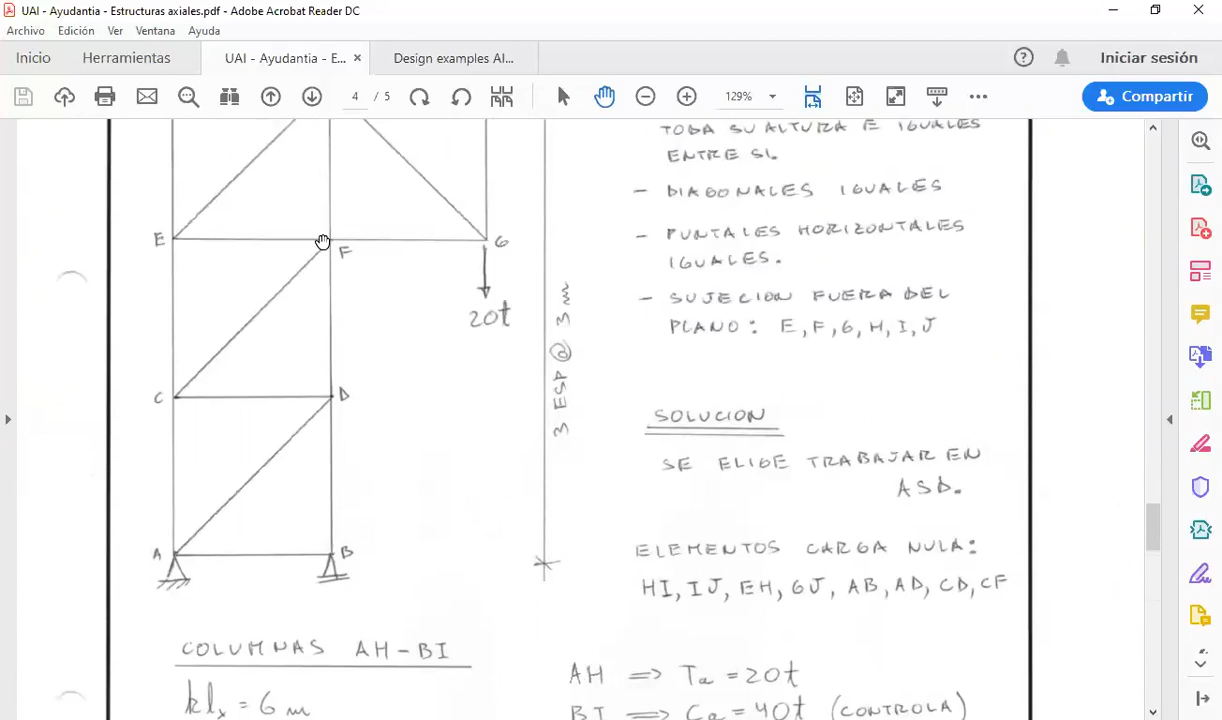 UAI - Ayudantia - Estructuras axiales.pdf - Adobe Acrobat Reader DC
Archivo Edición Ver Ventana Ayuda
Inicio Herramientas UAI - Ayudantia - E... × Design examples AI... Iniciar sesión
4 / 5 129% Compartir
TODA SU ALTURA E IGUALES
ENTRE SI.
- DIAGONALES IGUALES
- PUNTALES HORIZONTALES
IGUALES.
- SUJECION FUERA DEL
PLANO: E, F, G, H, I, J
E
F
G
20t
3 ESP @ 3 m
C
D
A
B
SOLUCION
SE ELIGE TRABAJAR EN
ASD.
ELEMENTOS CARGA NULA:
HI, IJ, EH, GJ, AB, AD, CD, CF
COLUMNAS AH-BI
klx = 6 m
AH => Ta = 20t
BI => Ca = 40t (CONTROLA)